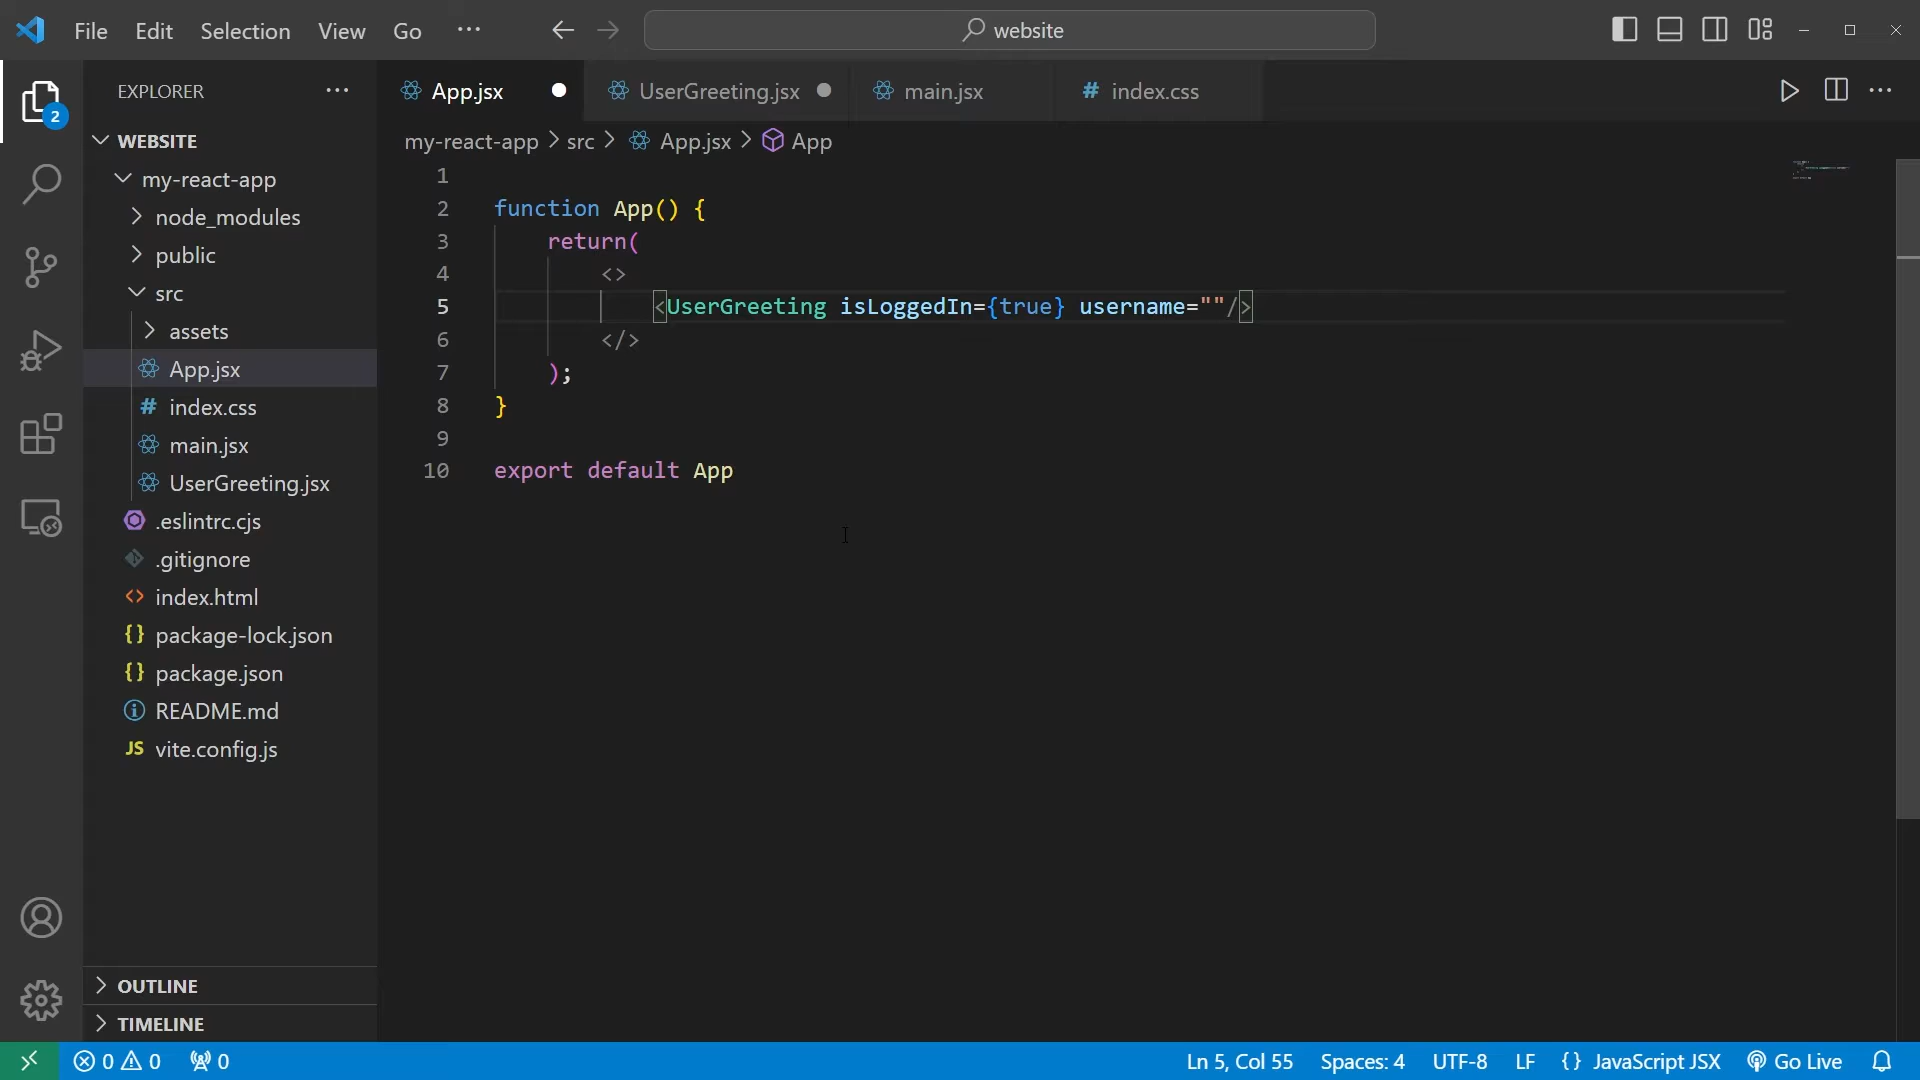 File Edit Selection View Go ··· website
EXPLORER ···
App.jsx UserGreeting.jsx main.jsx # index.css ···
2
WEBSITE
my-react-app > src > App.jsx > App
my-react-app
node_modules
public
src
assets
App.jsx
# index.css
main.jsx
UserGreeting.jsx
.eslintrc.cjs
.gitignore
<> index.html
{} package-lock.json
{} package.json
README.md
JS vite.config.js
OUTLINE
TIMELINE
1
2 function App() {
3 return(
4 <>
5 <UserGreeting isLoggedIn={true} username=""/>
6 </>
7 );
8 }
9
10 export default App
0 0 0 Ln 5, Col 55 Spaces: 4 UTF-8 LF {} JavaScript JSX Go Live